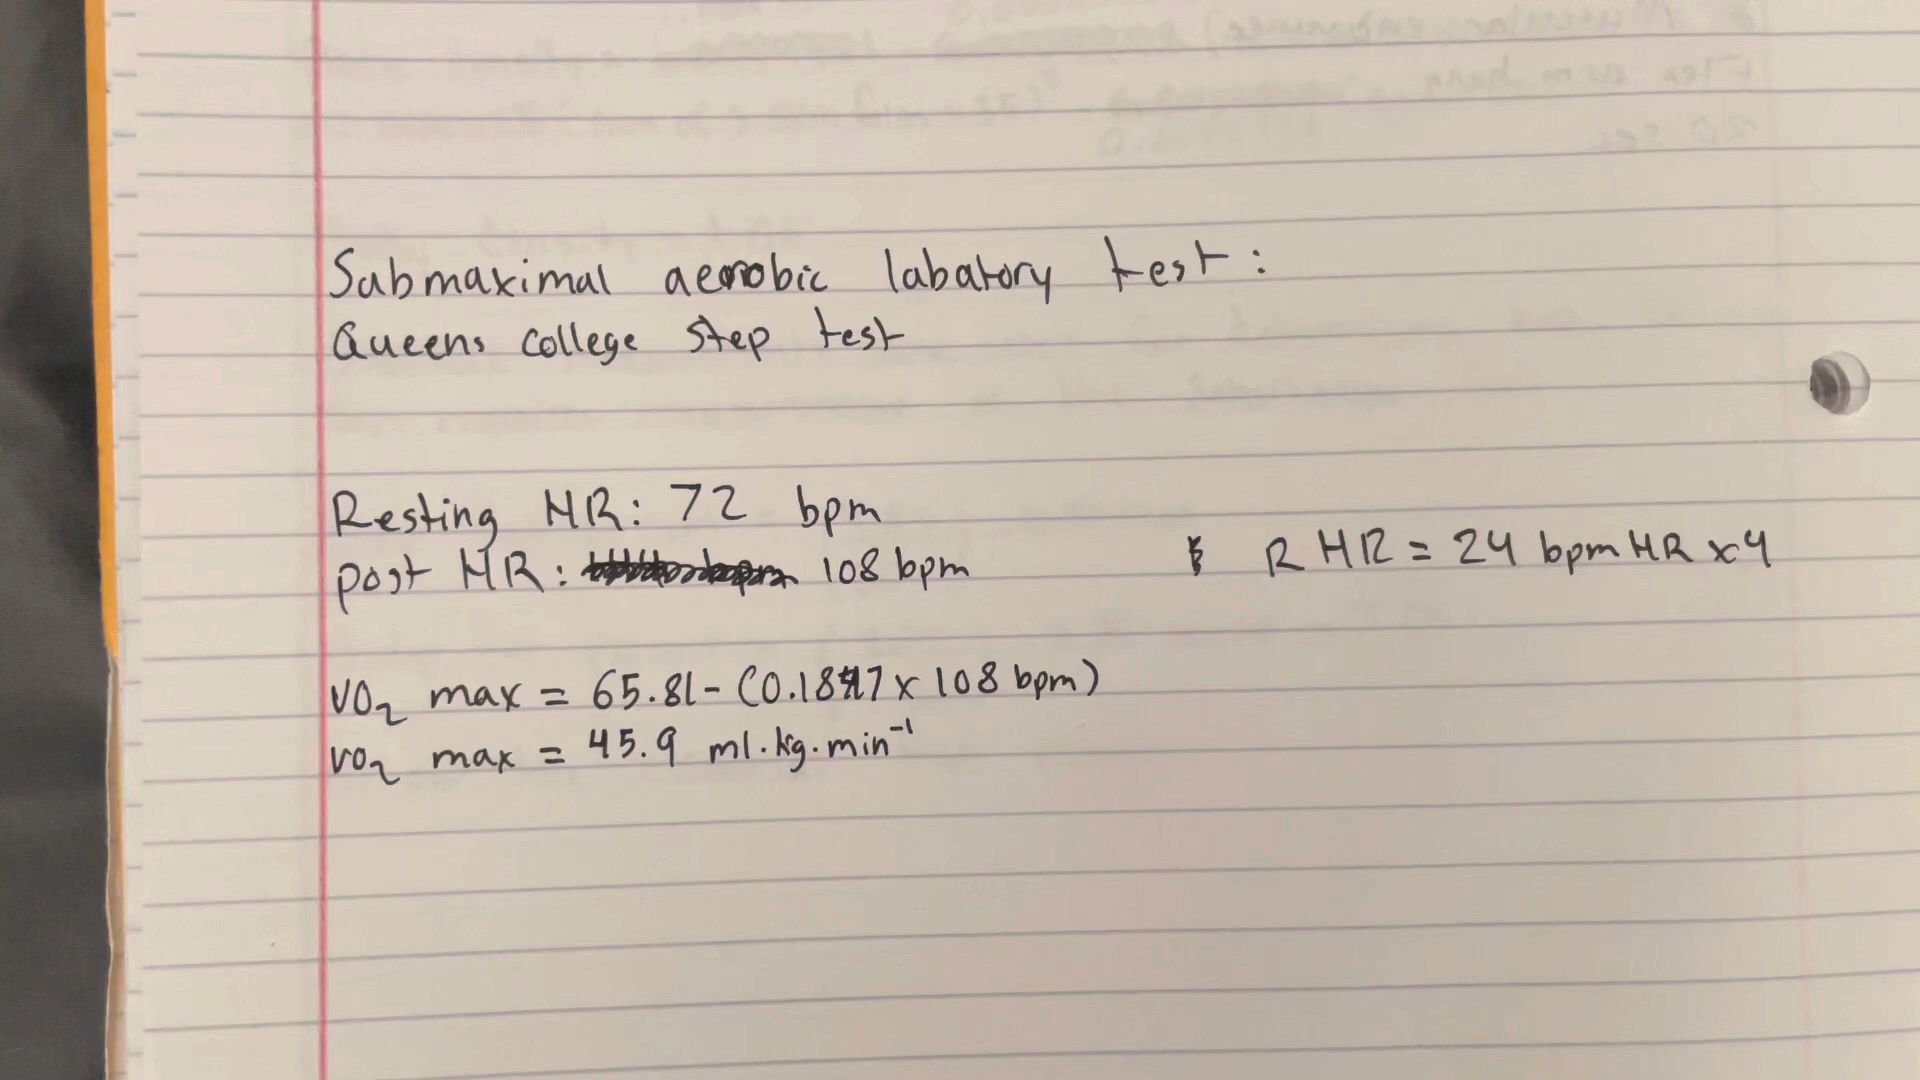 Submaximal aerobic labatory test:
Queens college step test
Resting HR: 72 bpm
post HR: 108 bpm
R HR = 24 bpm HR x4
VO₂ max = 65.81 - (0.1847 x 108 bpm)
VO₂ max = 45.9 ml.kg.min⁻¹